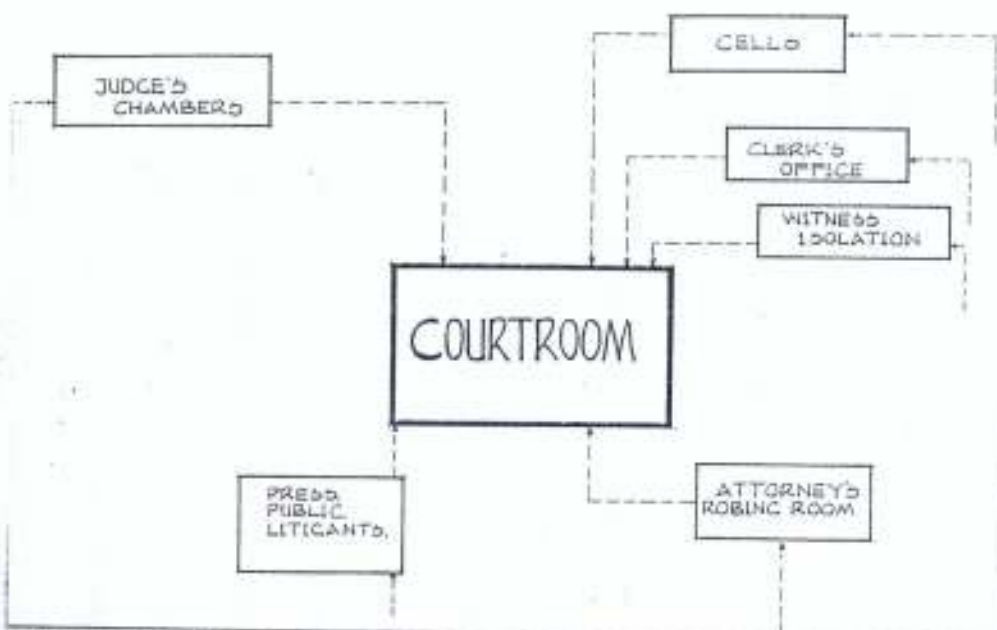 CELLS
JUDGE'S
CHAMBERS
CLERK'S
OFFICE
WITNESS
ISOLATION
COURTROOM
PRESS
PUBLIC
LITIGANTS.
ATTORNEY'S
ROBING ROOM